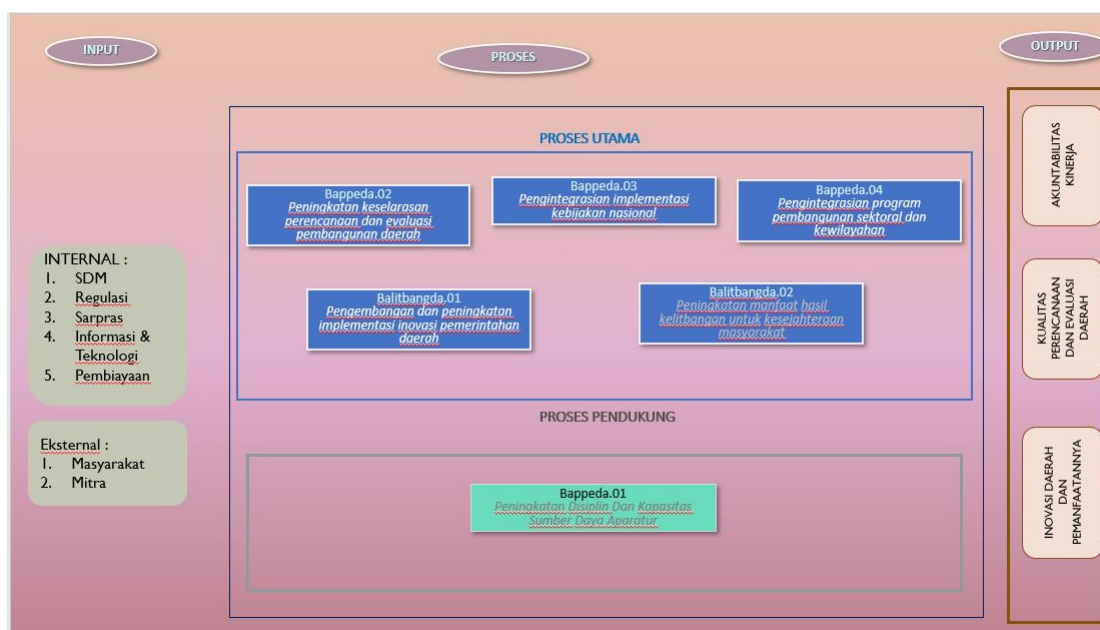 INPUT
PROSES
OUTPUT
INTERNAL :
1. SDM
2. Regulasi
3. Sarpras
4. Informasi &
Teknologi
5. Pembiayaan
Eksternal :
1. Masyarakat
2. Mitra
PROSES UTAMA
Bappeda.02
Peningkatan keselarasan
perencanaan dan evaluasi
pembangunan daerah
Bappeda.03
Pengintegrasian implementasi
kebijakan nasional
Bappeda.04
Pengintegrasian program
pembangunan sektoral dan
kewilayahan
Balitbangda.01
Pengembangan dan peningkatan
implementasi inovasi pemerintahan
daerah
Balitbangda.02
Peningkatan manfaat hasil
kelitbangan untuk kesejahteraan
masyarakat
PROSES PENDUKUNG
Bappeda.01
Peningkatan Disiplin Dan Kapasitas
Sumber Daya Aparatur
AKUNTABILITAS
KINERJA
KUALITAS
PERENCANAAN
DAN EVALUASI
DAERAH
INOVASI DAERAH
DAN
PEMANFAATANNYA